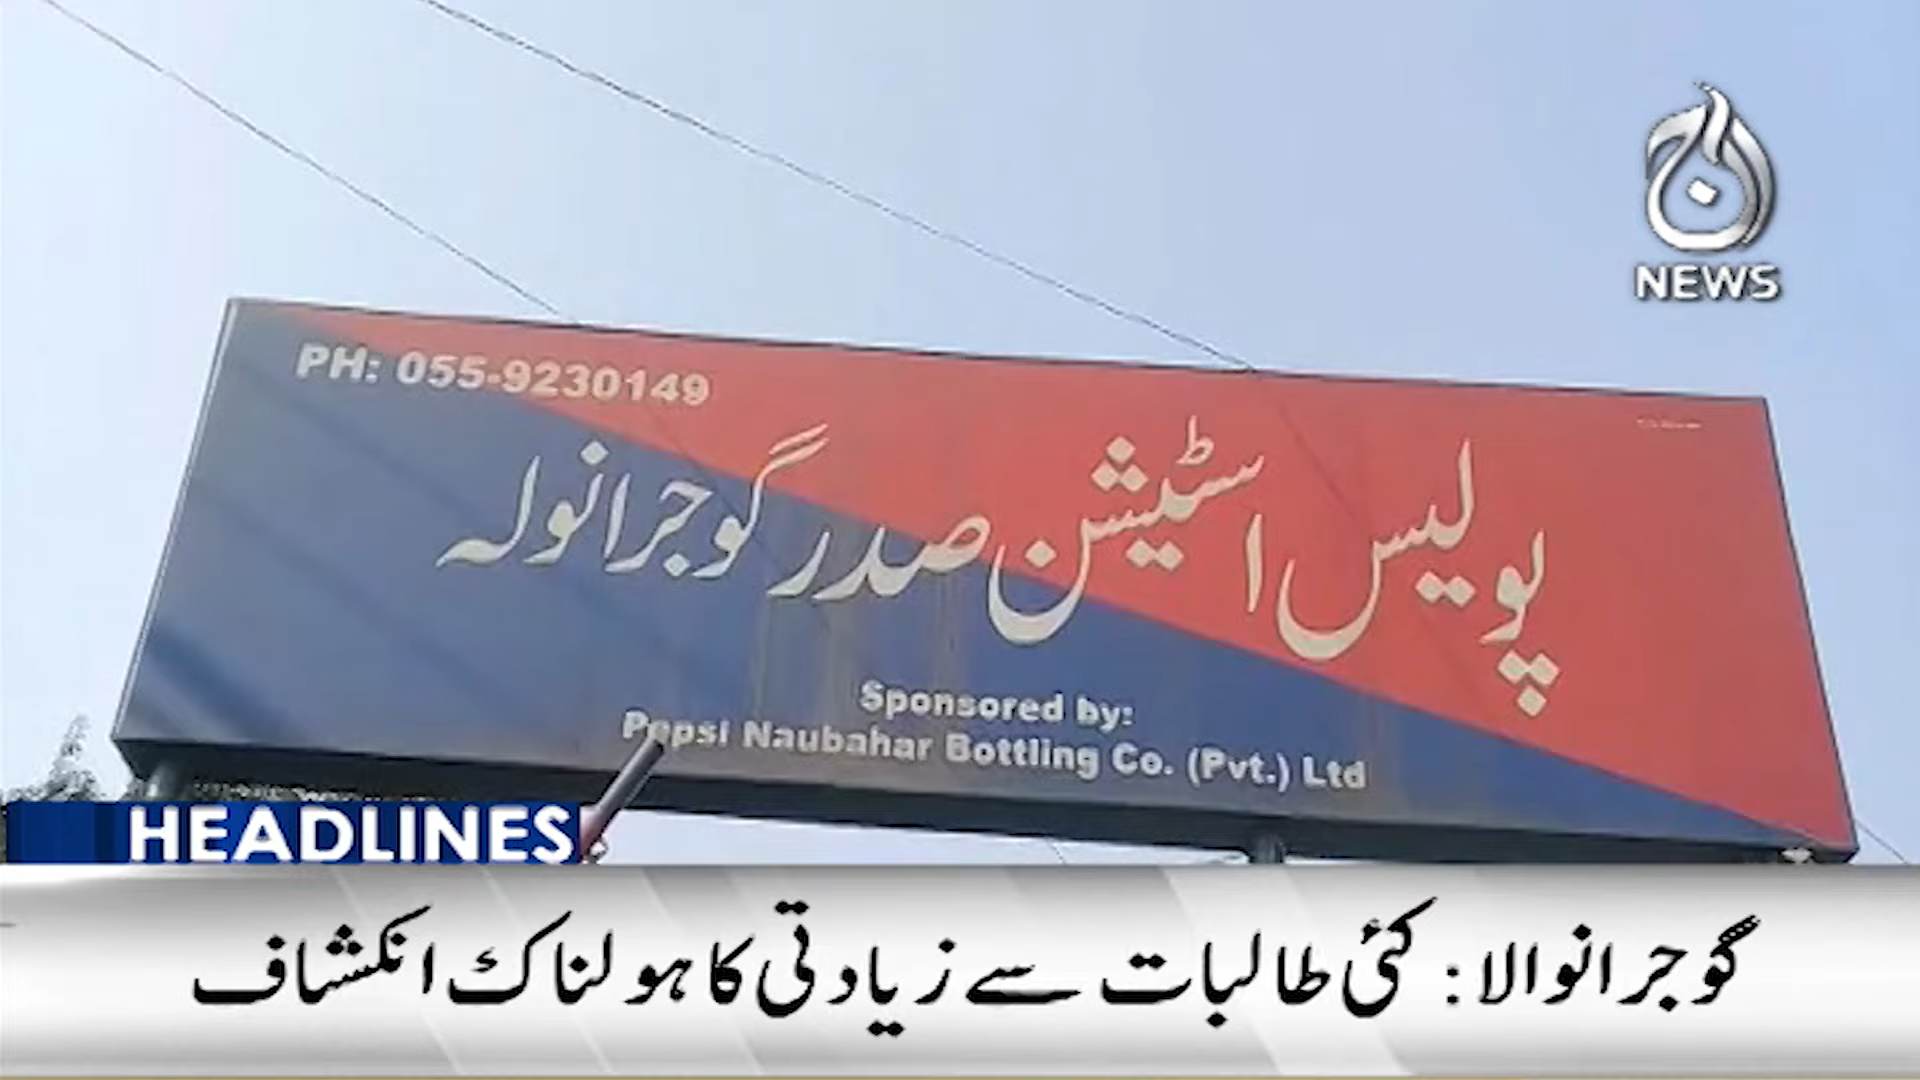 آج
NEWS
PH: 055-9230149
پولیس اسٹیشن صدر گوجرانولہ
Sponsored by:
Pepsi Naubahar Bottling Co. (Pvt.) Ltd
HEADLINES
گوجرانوالا: کئی طالبات سے زیادتی کا ہولناک انکشاف